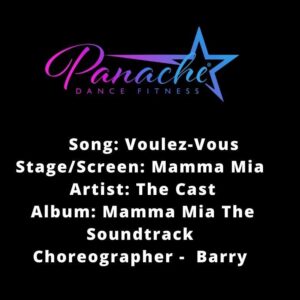 Panache®
DANCE FITNESS
Song: Voulez-Vous
Stage/Screen: Mamma Mia
Artist: The Cast
Album: Mamma Mia The
Soundtrack
Choreographer - Barry